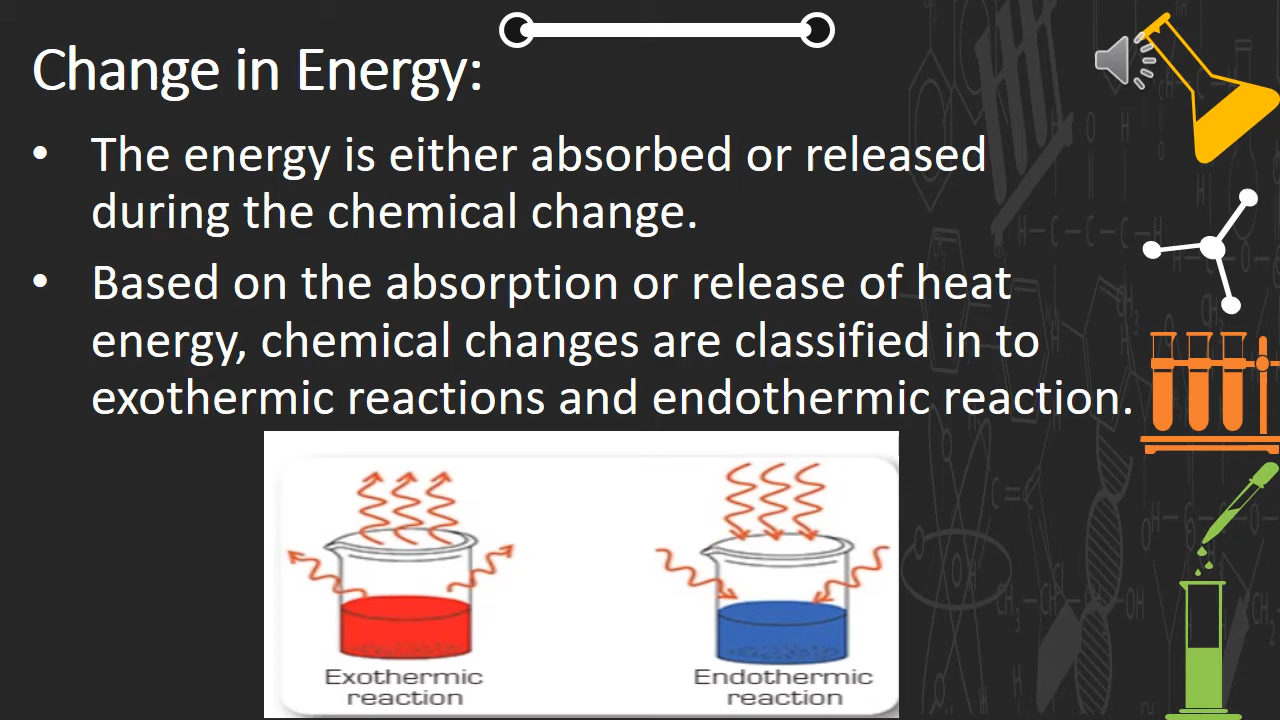 Change in Energy:
• The energy is either absorbed or released
during the chemical change.
• Based on the absorption or release of heat
energy, chemical changes are classified in to
exothermic reactions and endothermic reaction.
Exothermic
reaction
Endothermic
reaction